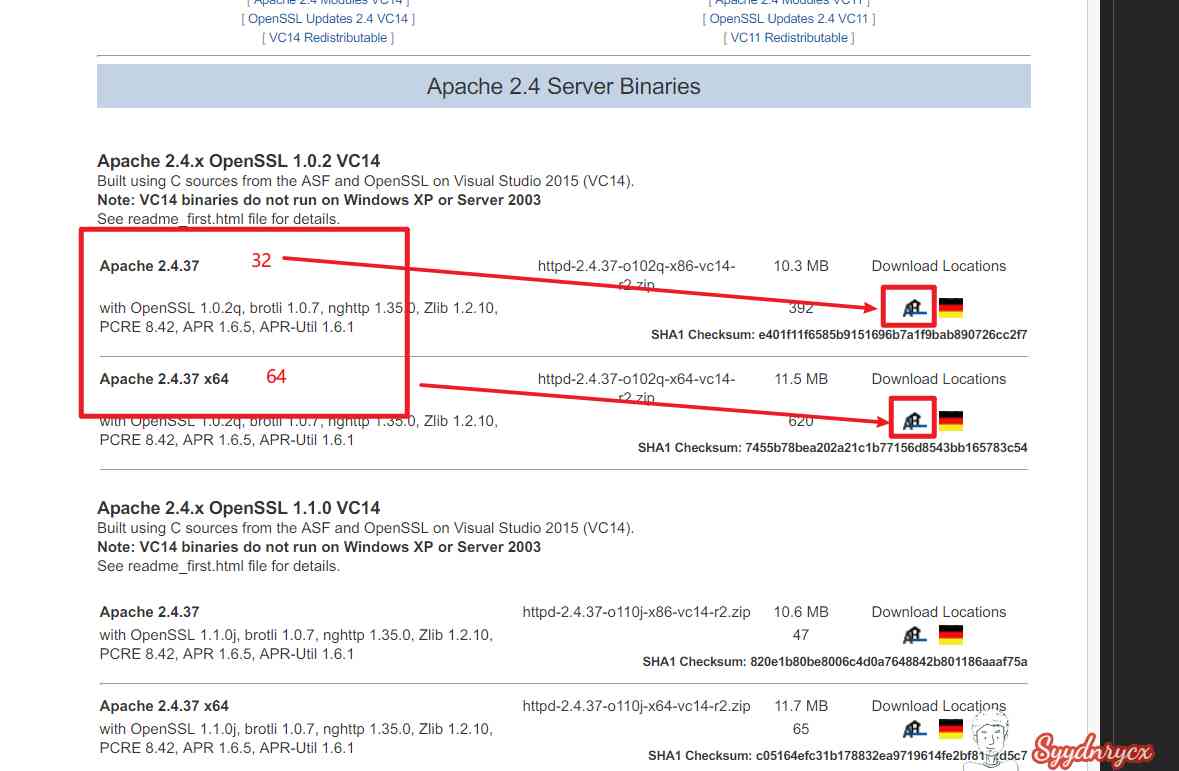 [ Apache 2.4 Modules VC14 ] [ Apache 2.4 Modules VC11 ]
[ OpenSSL Updates 2.4 VC14 ] [ OpenSSL Updates 2.4 VC11 ]
[ VC14 Redistributable ] [ VC11 Redistributable ]
Apache 2.4 Server Binaries
Apache 2.4.x OpenSSL 1.0.2 VC14
Built using C sources from the ASF and OpenSSL on Visual Studio 2015 (VC14).
Note: VC14 binaries do not run on Windows XP or Server 2003
See readme_first.html file for details.
Apache 2.4.37 32 httpd-2.4.37-o102q-x86-vc14-r2.zip 10.3 MB Download Locations
with OpenSSL 1.0.2q, brotli 1.0.7, nghttp 1.35.0, Zlib 1.2.10, 392
PCRE 8.42, APR 1.6.5, APR-Util 1.6.1
SHA1 Checksum: e401f11f6585b9151696b7a1f9bab890726cc2f7
Apache 2.4.37 x64 64 httpd-2.4.37-o102q-x64-vc14-r2.zip 11.5 MB Download Locations
with OpenSSL 1.0.2q, brotli 1.0.7, nghttp 1.35.0, Zlib 1.2.10, 620
PCRE 8.42, APR 1.6.5, APR-Util 1.6.1
SHA1 Checksum: 7455b78bea202a21c1b77156d8543bb165783c54
Apache 2.4.x OpenSSL 1.1.0 VC14
Built using C sources from the ASF and OpenSSL on Visual Studio 2015 (VC14).
Note: VC14 binaries do not run on Windows XP or Server 2003
See readme_first.html file for details.
Apache 2.4.37 httpd-2.4.37-o110j-x86-vc14-r2.zip 10.6 MB Download Locations
with OpenSSL 1.1.0j, brotli 1.0.7, nghttp 1.35.0, Zlib 1.2.10, 47
PCRE 8.42, APR 1.6.5, APR-Util 1.6.1
SHA1 Checksum: 820e1b80be8006c4d0a7648842b801186aaaf75a
Apache 2.4.37 x64 httpd-2.4.37-o110j-x64-vc14-r2.zip 11.7 MB Download Locations
with OpenSSL 1.1.0j, brotli 1.0.7, nghttp 1.35.0, Zlib 1.2.10, 65
PCRE 8.42, APR 1.6.5, APR-Util 1.6.1
SHA1 Checksum:
Syydnrycx